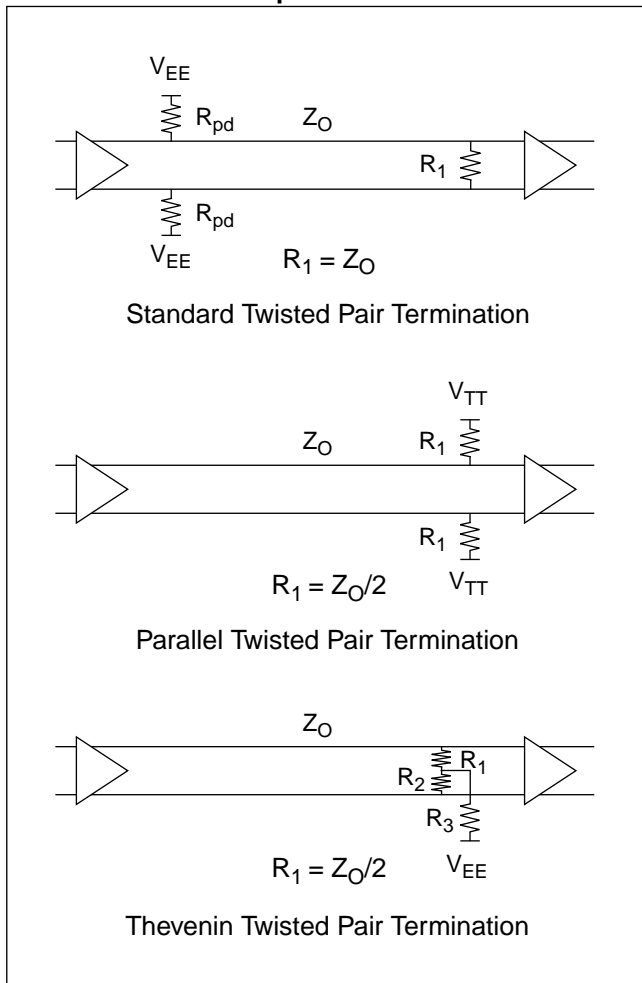 V_EE
R_pd
Z_O
R_1
R_pd
V_EE
R_1 = Z_O
Standard Twisted Pair Termination
V_TT
Z_O
R_1
R_1
R_1 = Z_O/2
V_TT
Parallel Twisted Pair Termination
Z_O
R_1
R_2
R_3
R_1 = Z_O/2
V_EE
Thevenin Twisted Pair Termination